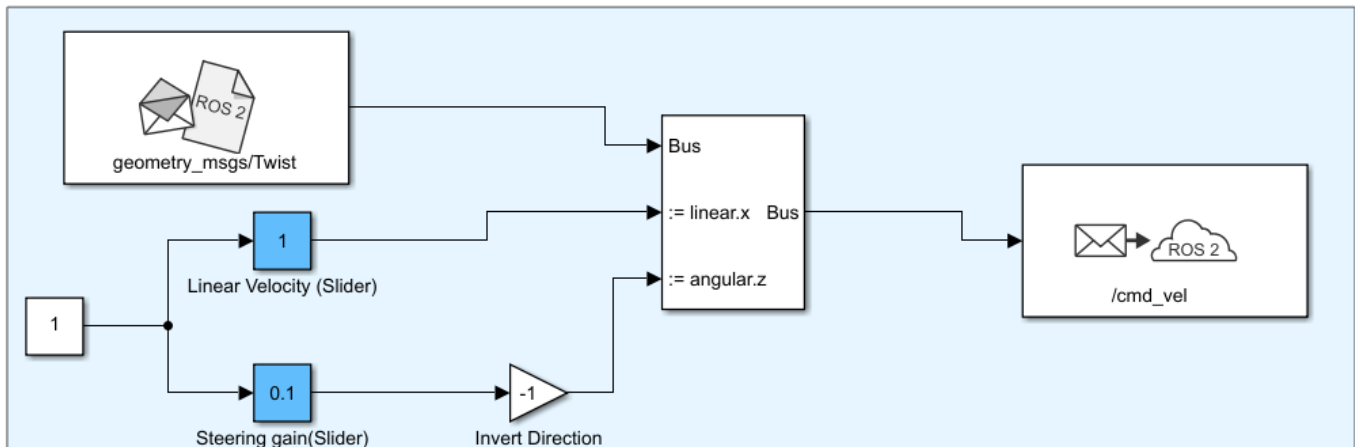 ROS 2
geometry_msgs/Twist
Bus
:= linear.x Bus
:= angular.z
ROS 2
/cmd_vel
1
Linear Velocity (Slider)
1
0.1
Steering gain(Slider)
-1
Invert Direction